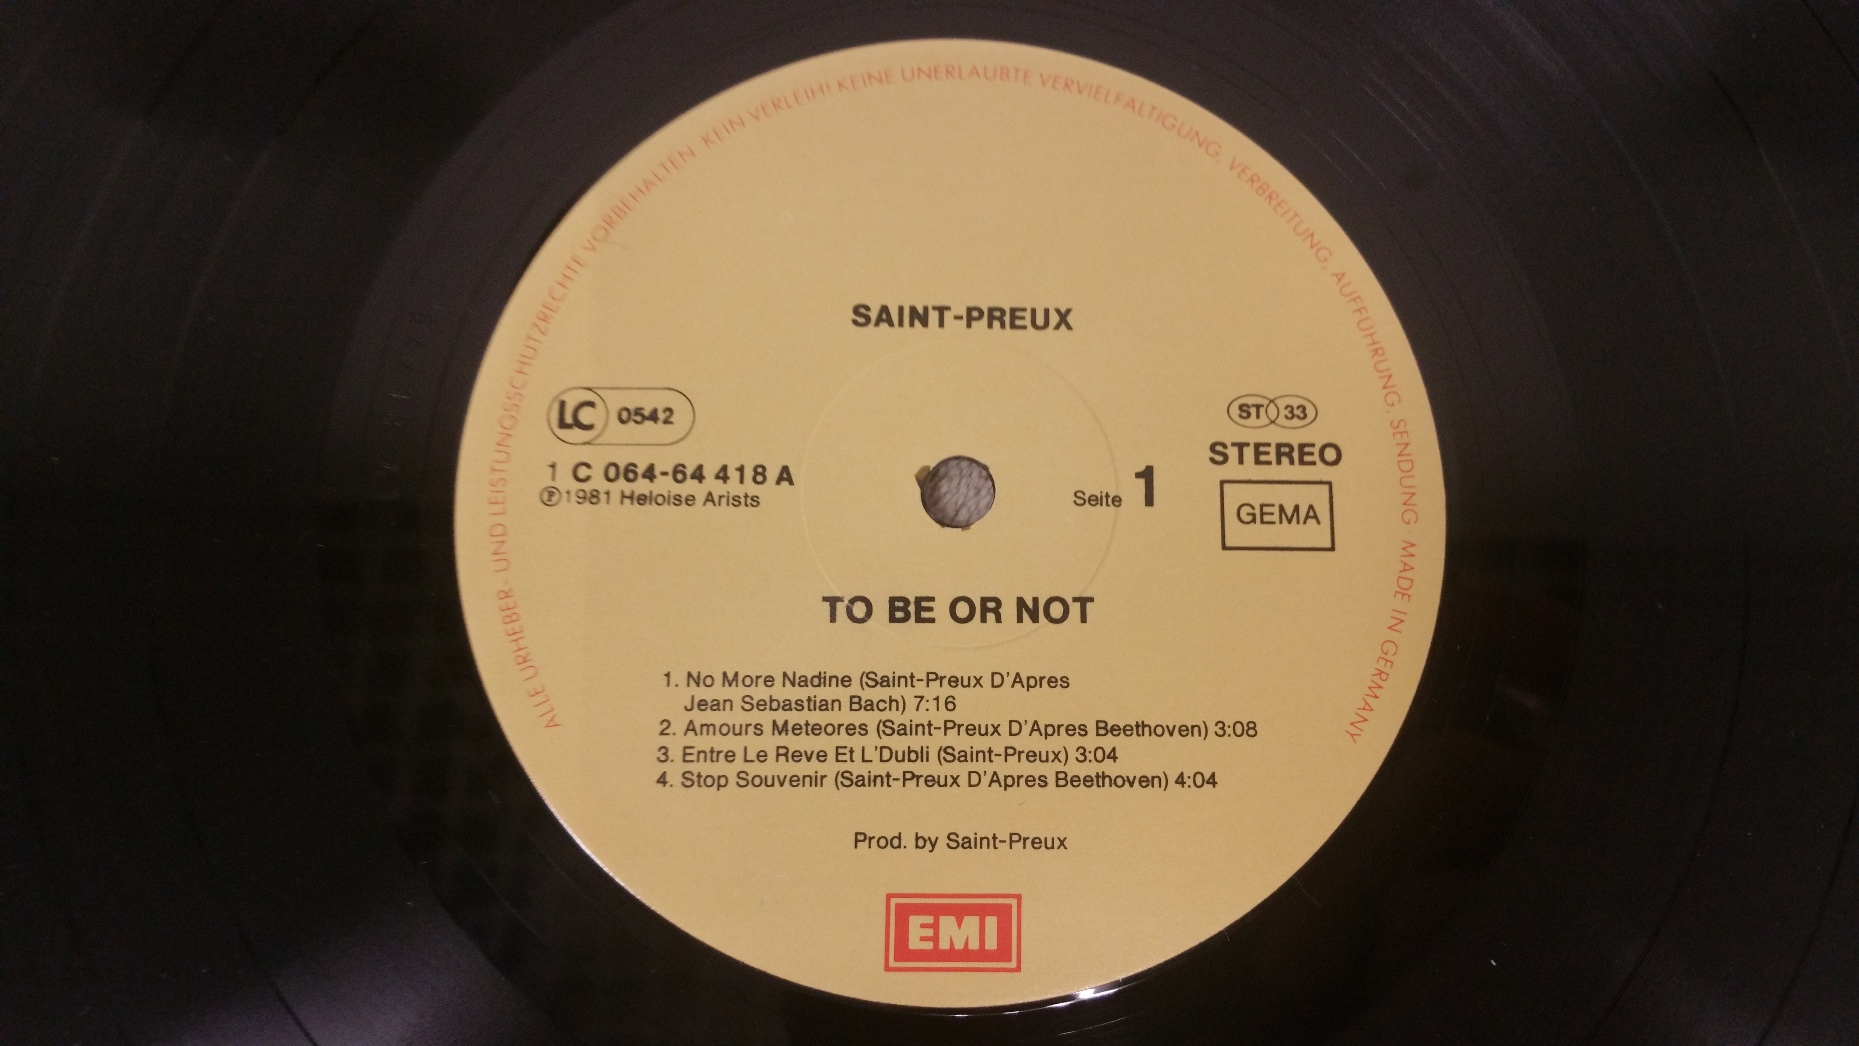 ALLE URHEBER- UND LEISTUNGSSCHUTZRECHTE VORBEHALTEN. KEIN VERLEIH! KEINE UNERLAUBTE VERVIELFÄLTIGUNG, VERBREITUNG, AUFFÜHRUNG, SENDUNG MADE IN GERMANY
SAINT-PREUX
LC 0542
ST 33
STEREO
1 C 064-64 418 A
℗1981 Heloise Arists
Seite 1
GEMA
TO BE OR NOT
1. No More Nadine (Saint-Preux D'Apres
Jean Sebastian Bach) 7:16
2. Amours Meteores (Saint-Preux D'Apres Beethoven) 3:08
3. Entre Le Reve Et L'Dubli (Saint-Preux) 3:04
4. Stop Souvenir (Saint-Preux D'Apres Beethoven) 4:04
Prod. by Saint-Preux
EMI